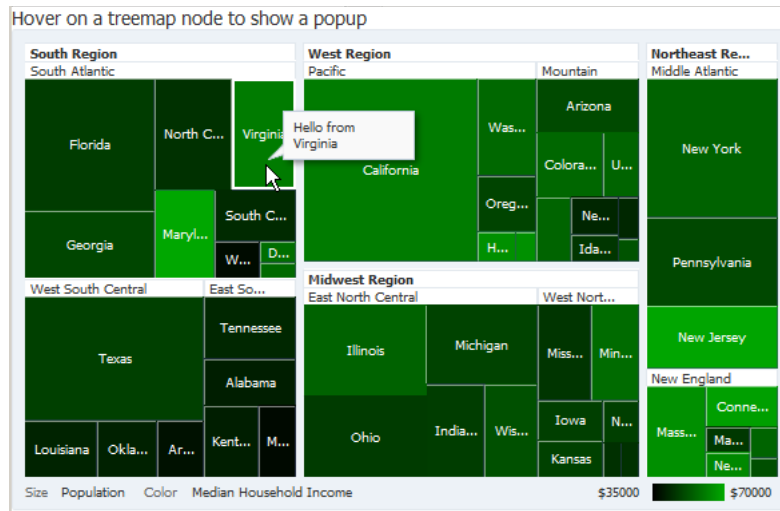 Hover on a treemap node to show a popup
South Region
South Atlantic
Florida
North C...
Virginia
Hello from
Virginia
Georgia
Maryl...
South C...
W...
D...
West South Central
East So...
Texas
Tennessee
Alabama
Louisiana
Okla...
Ar...
Kent...
M...
West Region
Pacific
Mountain
California
Was...
Oreg...
H...
Arizona
Colora...
U...
Ne...
Ida...
Midwest Region
East North Central
West Nort...
Illinois
Michigan
Ohio
India...
Wis...
Miss...
Min...
Iowa
N...
Kansas
Northeast Re...
Middle Atlantic
New York
Pennsylvania
New Jersey
New England
Mass...
Conne...
Ma...
Ne...
Size Population Color Median Household Income $35000 $70000